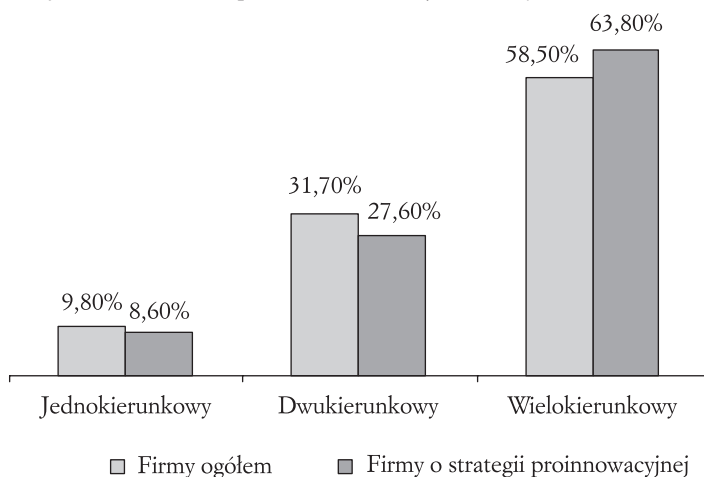 63,80%
58,50%
31,70%
27,60%
9,80%
8,60%
Jednokierunkowy
Dwukierunkowy
Wielokierunkowy
Firmy ogółem
Firmy o strategii proinnowacyjnej